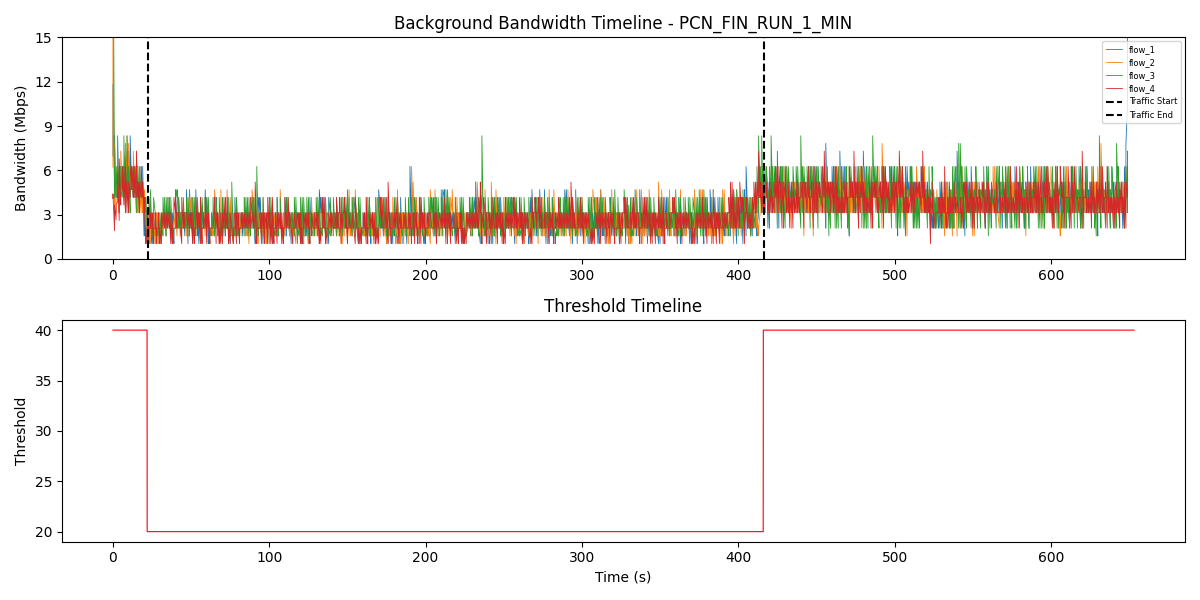 Background Bandwidth Timeline - PCN_FIN_RUN_1_MIN
Bandwidth (Mbps)
15
12
9
6
3
0
0 100 200 300 400 500 600
flow_1
flow_2
flow_3
flow_4
Traffic Start
Traffic End
Threshold Timeline
Threshold
40
35
30
25
20
0 100 200 300 400 500 600
Time (s)